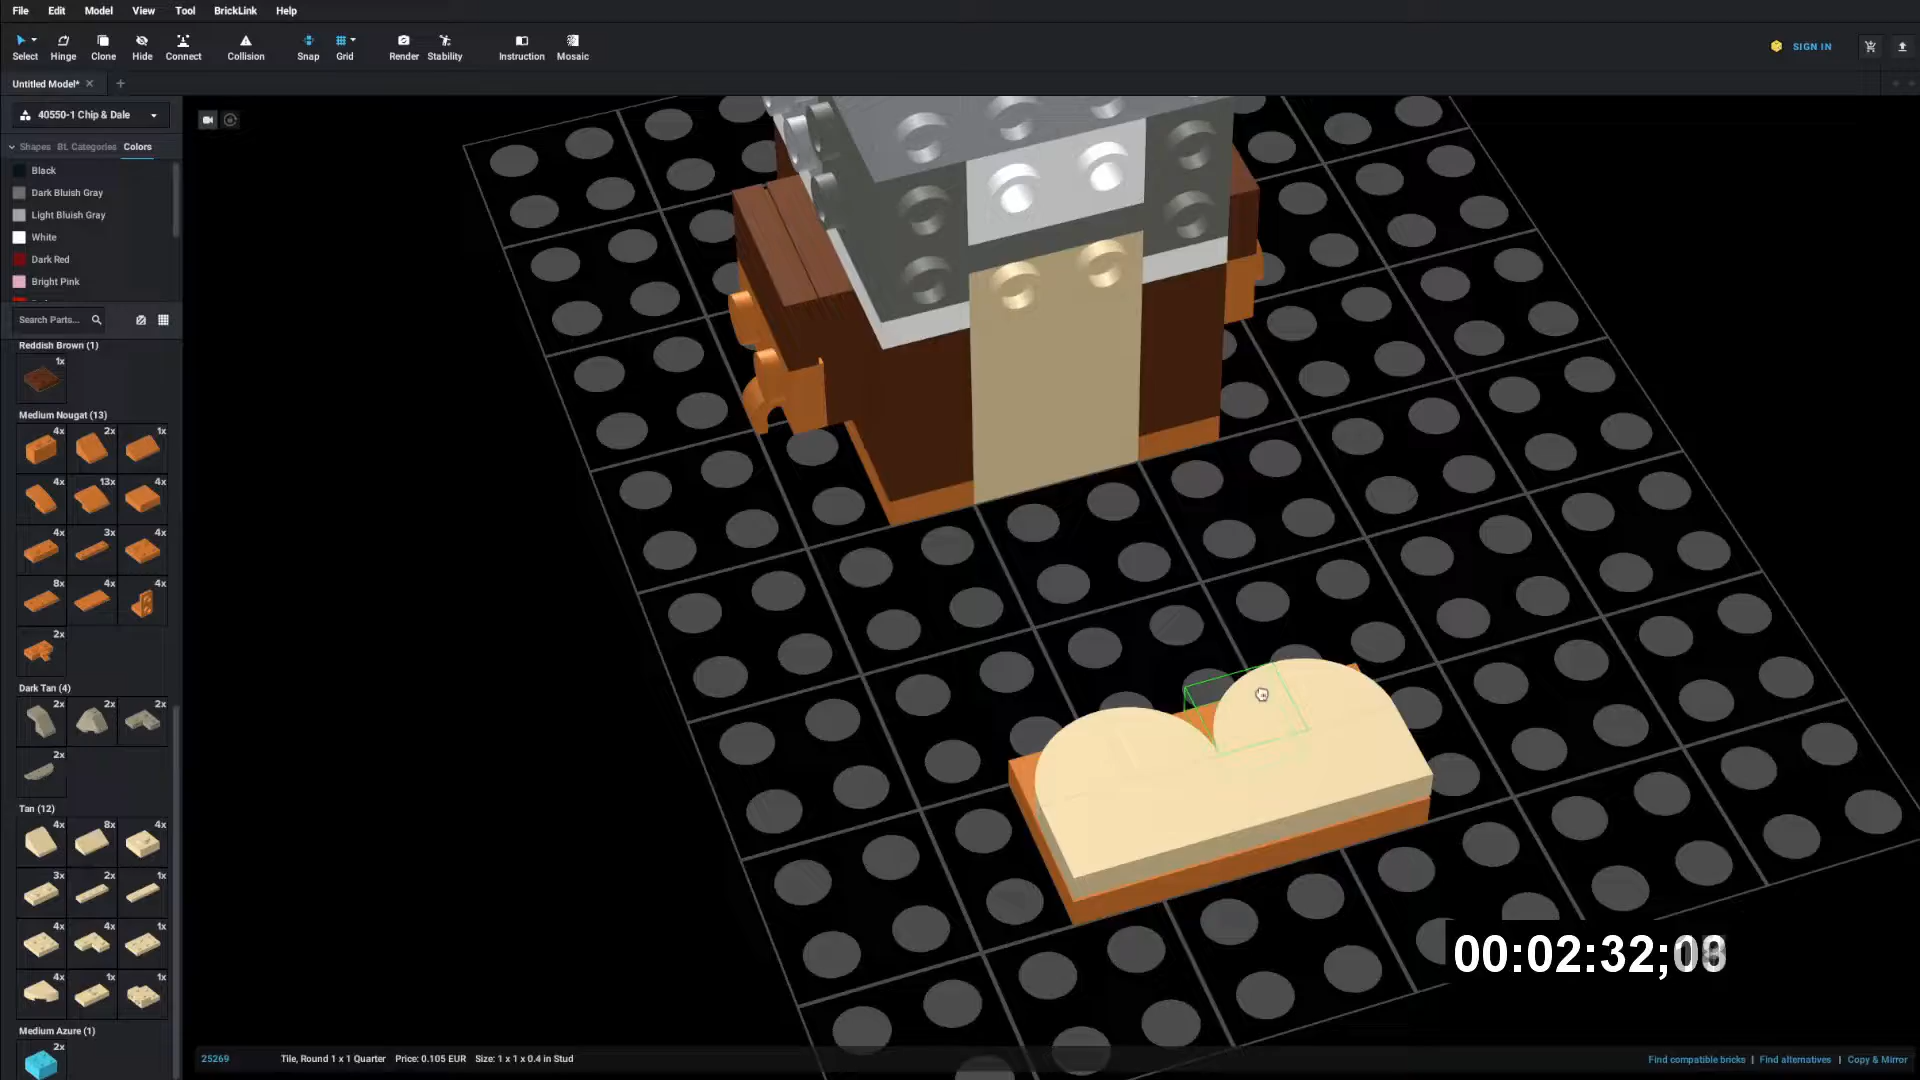 File Edit Model View Tool BrickLink Help
Select Hinge Clone Hide Connect Collision Snap Grid Render Stability Instruction Mosaic
SIGN IN
Untitled Model*
40550-1 Chip & Dale
Shapes BL Categories Colors
Black
Dark Bluish Gray
Light Bluish Gray
White
Dark Red
Bright Pink
Search Parts...
Reddish Brown (1)
1x
Medium Nougat (13)
4x 2x 1x
4x 13x 4x
4x 3x 4x
8x 4x 4x
2x
Dark Tan (4)
2x 2x 2x
2x
Tan (12)
4x 8x 4x
3x 2x 1x
4x 4x 1x
4x 1x 1x
Medium Azure (1)
2x
00:02:32;
25269 Tile, Round 1 x 1 Quarter Price: 0.105 EUR Size: 1 x 1 x 0.4 in Stud
Find compatible bricks | Find alternatives | Copy & Mirror